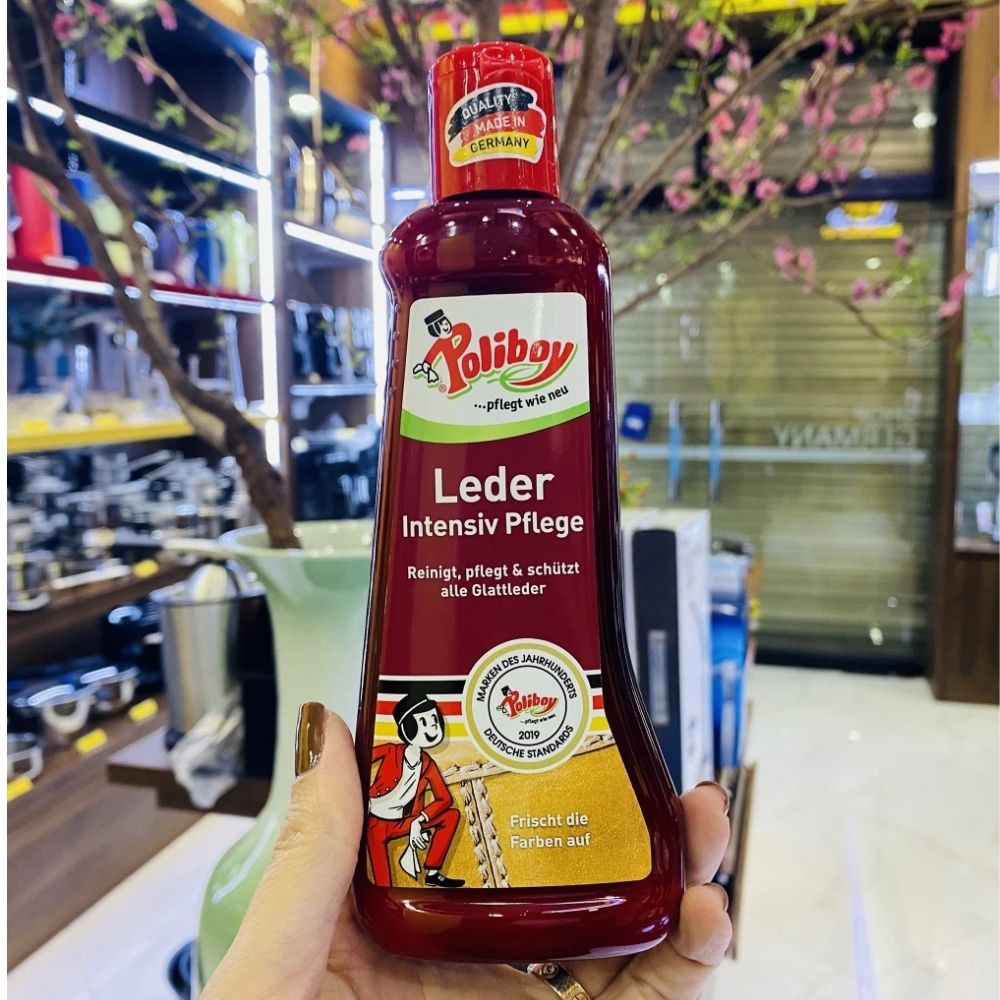 QUALITY
MADE IN
GERMANY
Poliboy
®
...pflegt wie neu
Leder
Intensiv Pflege
Reinigt, pflegt & schützt
alle Glattleder
MARKEN DES JAHRHUNDERTS
Poliboy
...pflegt wie neu
2019
DEUTSCHE STANDARDS
Frischt die
Farben auf
GERMANY